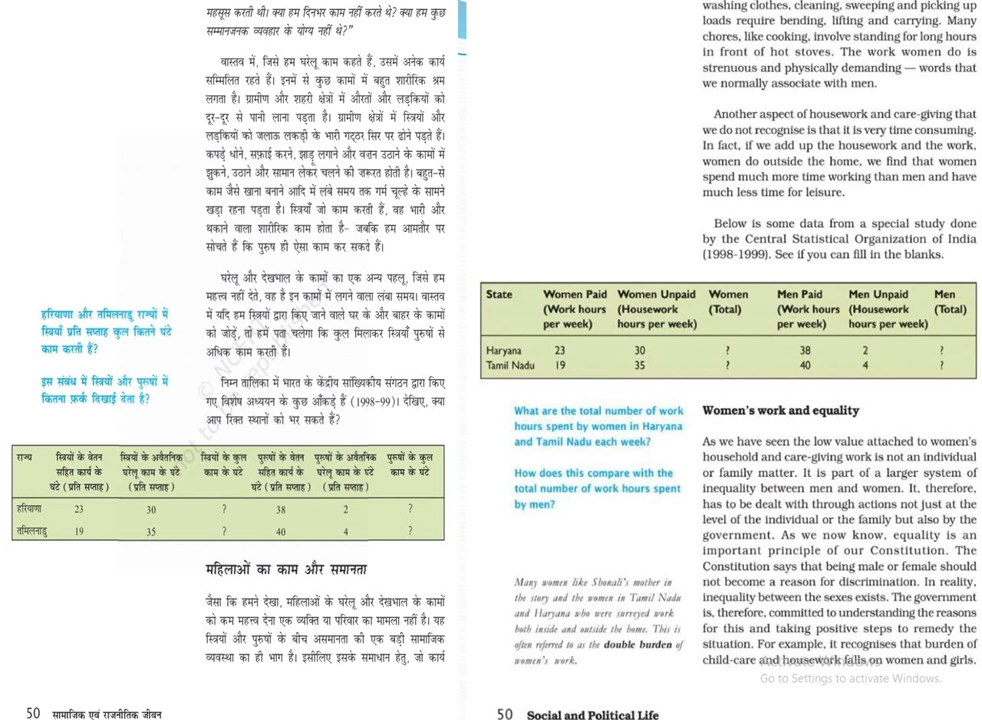 महसूस करती थी। क्या हम दिनभर काम नहीं करते थे? क्या हम कुछ
सम्मानजनक व्यवहार के योग्य नहीं थे?”
वास्तव में, जिसे हम घरेलू काम कहते हैं, उसमें अनेक कार्य
सम्मिलित रहते हैं। इनमें से कुछ कामों में बहुत शारीरिक श्रम
लगता है। ग्रामीण और शहरी क्षेत्रों में औरतों और लड़कियों को
दूर-दूर से पानी लाना पड़ता है। ग्रामीण क्षेत्रों में स्त्रियों और
लड़कियों को जलाऊ लकड़ी के भारी गट्ठर सिर पर ढोने पड़ते हैं।
कपड़े धोने, सफ़ाई करने, झाड़ू लगाने और वज़न उठाने के कामों में
झुकने, उठाने और सामान लेकर चलने की ज़रूरत होती है। बहुत-से
काम जैसे खाना बनाने आदि में लंबे समय तक गर्म चूल्हे के सामने
खड़ा रहना पड़ता है। स्त्रियाँ जो काम करती हैं, वह भारी और
थकाने वाला शारीरिक काम होता है- जबकि हम आमतौर पर
सोचते हैं कि पुरुष ही ऐसा काम कर सकते हैं।
घरेलू और देखभाल के कामों का एक अन्य पहलू, जिसे हम
महत्त्व नहीं देते, वह है इन कामों में लगने वाला लंबा समय। वास्तव
में यदि हम स्त्रियों द्वारा किए जाने वाले घर के और बाहर के कामों
को जोड़ें, तो हमें पता चलेगा कि कुल मिलाकर स्त्रियाँ पुरुषों से
अधिक काम करती हैं।
हरियाणा और तमिलनाडु राज्यों में
स्त्रियाँ प्रति सप्ताह कुल कितने घंटे
काम करती हैं?
इस संबंध में स्त्रियों और पुरुषों में
कितना फ़र्क दिखाई देता है?
निम्न तालिका में भारत के केंद्रीय सांख्यिकीय संगठन द्वारा किए
गए विशेष अध्ययन के कुछ आँकड़े हैं (1998-99)। देखिए, क्या
आप रिक्त स्थानों को भर सकते हैं?
राज्य स्त्रियों के वेतन स्त्रियों के अवैतनिक स्त्रियों के कुल पुरुषों के वेतन पुरुषों के अवैतनिक पुरुषों के कुल
सहित कार्य के घरेलू काम के घंटे काम के घंटे सहित कार्य के घरेलू काम के घंटे काम के घंटे
घंटे (प्रति सप्ताह) (प्रति सप्ताह) घंटे (प्रति सप्ताह) (प्रति सप्ताह)
हरियाणा 23 30 ? 38 2 ?
तमिलनाडु 19 35 ? 40 4 ?
महिलाओं का काम और समानता
जैसा कि हमने देखा, महिलाओं के घरेलू और देखभाल के कामों
को कम महत्त्व देना एक व्यक्ति या परिवार का मामला नहीं है। यह
स्त्रियों और पुरुषों के बीच असमानता की एक बड़ी सामाजिक
व्यवस्था का ही भाग है। इसीलिए इसके समाधान हेतु, जो कार्य
50 सामाजिक एवं राजनीतिक जीवन
washing clothes, cleaning, sweeping and picking up
loads require bending, lifting and carrying. Many
chores, like cooking, involve standing for long hours
in front of hot stoves. The work women do is
strenuous and physically demanding — words that
we normally associate with men.
Another aspect of housework and care-giving that
we do not recognise is that it is very time consuming.
In fact, if we add up the housework and the work,
women do outside the home, we find that women
spend much more time working than men and have
much less time for leisure.
Below is some data from a special study done
by the Central Statistical Organization of India
(1998-1999). See if you can fill in the blanks.
State Women Paid Women Unpaid Women Men Paid Men Unpaid Men
(Work hours (Housework (Total) (Work hours (Housework (Total)
per week) hours per week) per week) hours per week)
Haryana 23 30 ? 38 2 ?
Tamil Nadu 19 35 ? 40 4 ?
What are the total number of work
hours spent by women in Haryana
and Tamil Nadu each week?
How does this compare with the
total number of work hours spent
by men?
Many women like Shonali's mother in
the story and the women in Tamil Nadu
and Haryana who were surveyed work
both inside and outside the home. This is
often referred to as the double burden of
women's work.
Women's work and equality
As we have seen the low value attached to women's
household and care-giving work is not an individual
or family matter. It is part of a larger system of
inequality between men and women. It, therefore,
has to be dealt with through actions not just at the
level of the individual or the family but also by the
government. As we now know, equality is an
important principle of our Constitution. The
Constitution says that being male or female should
not become a reason for discrimination. In reality,
inequality between the sexes exists. The government
is, therefore, committed to understanding the reasons
for this and taking positive steps to remedy the
situation. For example, it recognises that burden of
child-care and housework falls on women and girls.
Activate Windows
Go to Settings to activate Windows.
50 Social and Political Life